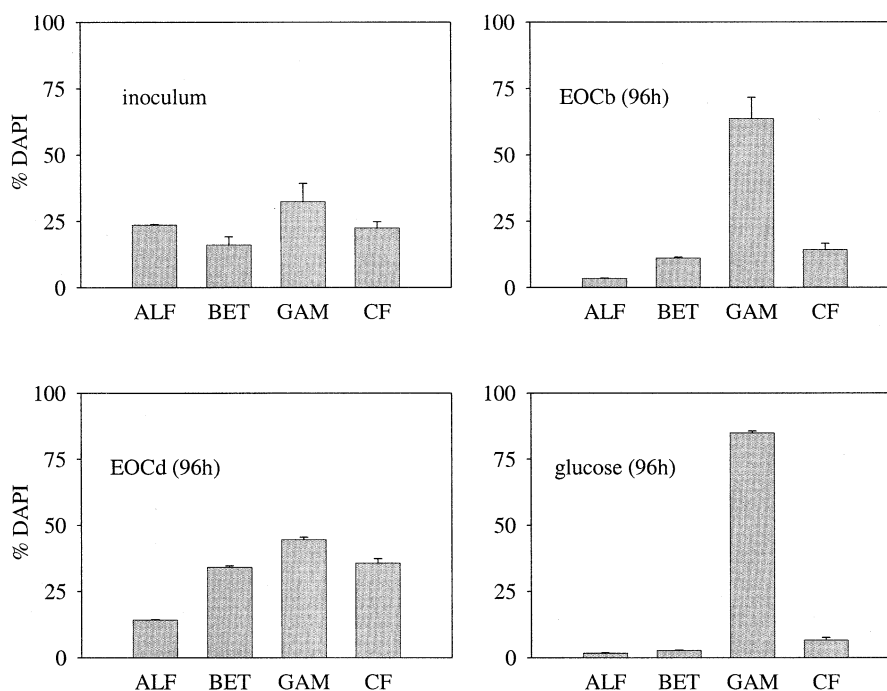 100
75
50
25
0
% DAPI
inoculum
ALF BET GAM CF
100
75
50
25
0
EOCb (96h)
ALF BET GAM CF
100
75
50
25
0
% DAPI
EOCd (96h)
ALF BET GAM CF
100
75
50
25
0
glucose (96h)
ALF BET GAM CF